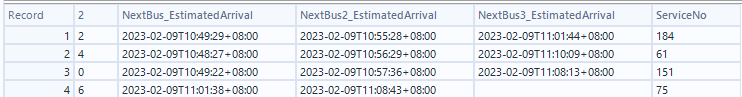 Record 2 NextBus_EstimatedArrival NextBus2_EstimatedArrival NextBus3_EstimatedArrival ServiceNo
1 2 2023-02-09T10:49:29+08:00 2023-02-09T10:55:28+08:00 2023-02-09T11:01:44+08:00 184
2 4 2023-02-09T10:48:27+08:00 2023-02-09T10:56:29+08:00 2023-02-09T11:10:09+08:00 61
3 0 2023-02-09T10:49:22+08:00 2023-02-09T10:57:36+08:00 2023-02-09T11:08:13+08:00 151
4 6 2023-02-09T11:01:38+08:00 2023-02-09T11:08:43+08:00 75